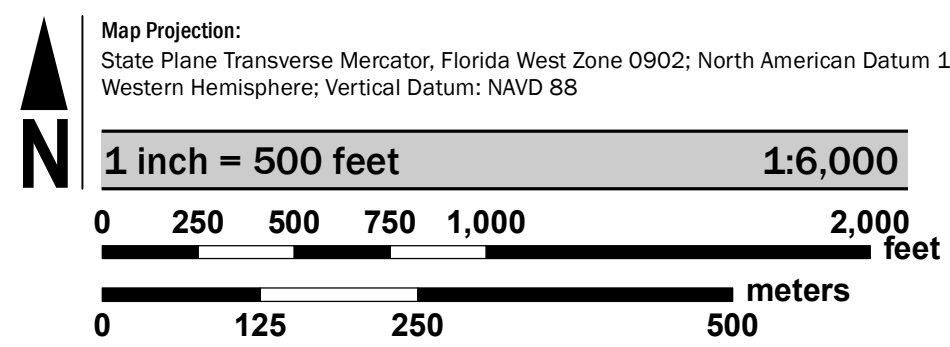 Map Projection:
State Plane Transverse Mercator, Florida West Zone 0902; North American Datum 1
Western Hemisphere; Vertical Datum: NAVD 88
N
1 inch = 500 feet 1:6,000
0 250 500 750 1,000 2,000
feet
meters
0 125 250 500